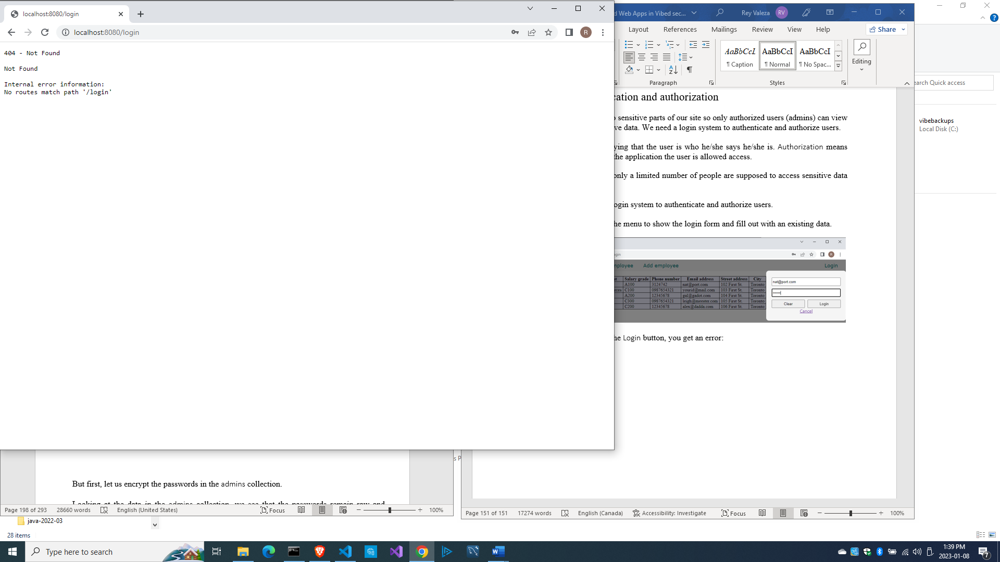 localhost:8080/login
localhost:8080/login
R
404 - Not Found
Not Found
Internal error information:
No routes match path '/login'
d Web Apps in Vibed sec...
Rey Valeza
RV
Layout
References
Mailings
Review
View
Help
Share
AaBbCcI
¶ Caption
AaBbCcI
¶ Normal
AaBbCcI
¶ No Spac...
Editing
Paragraph
Styles
earch Quick access
vibebackups
Local Disk (C:)
cation and authorization
sensitive parts of our site so only authorized users (admins) can view
ve data. We need a login system to authenticate and authorize users.
ying that the user is who he/she says he/she is. Authorization means
the application the user is allowed access.
only a limited number of people are supposed to access sensitive data
ogin system to authenticate and authorize users.
he menu to show the login form and fill out with an existing data.
ogin
R
mployee
Add employee
Login
Salary grade
Phone number
Email address
Street address
City
A100 3124742 nat@port.com 102 First St. Toronto
C100 0987654321 yourid@mail.com 103 First St. Toronto
A200 12345678 gal@gadot.com 104 First St. Toronto
C300 0987654321 leigh@meester.com 105 First St. Toronto
C200 12345678 alex@dadda.com 106 First St. Toronto
nat@port.com
••••••
Clear
Login
Cancel
he Login button, you get an error:
s P
But first, let us encrypt the passwords in the admins collection.
Looking at the data in the admins collection, we see that the passwords remain raw and
Page 198 of 293
28660 words
English (United States)
Focus
100%
Page 151 of 151
17274 words
English (Canada)
Accessibility: Investigate
Focus
100%
java-2022-03
28 items
Type here to search
1:39 PM
2023-01-08
7